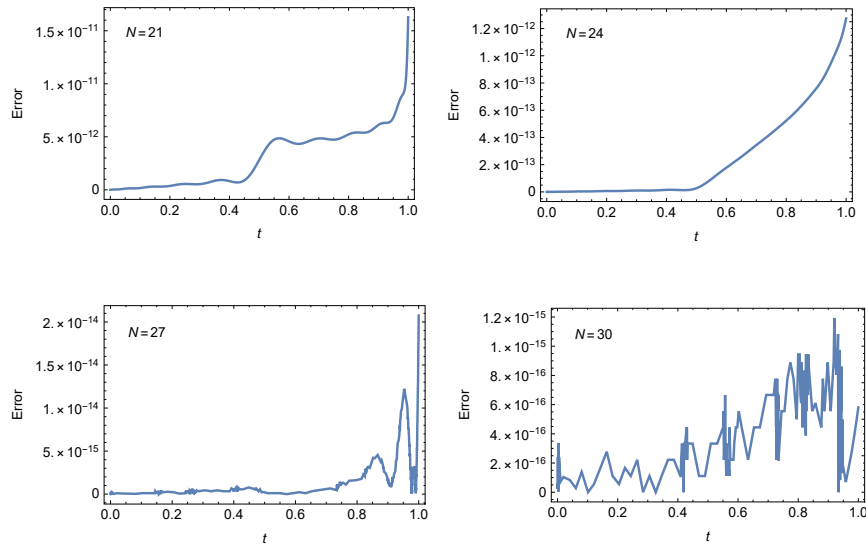 N = 21
1.5 × 10⁻¹¹
1. × 10⁻¹¹
5. × 10⁻¹²
0
Error
0.0 0.2 0.4 0.6 0.8 1.0
t
N = 24
1.2 × 10⁻¹²
1. × 10⁻¹²
8. × 10⁻¹³
6. × 10⁻¹³
4. × 10⁻¹³
2. × 10⁻¹³
0
Error
0.0 0.2 0.4 0.6 0.8 1.0
t
N = 27
2. × 10⁻¹⁴
1. × 10⁻¹⁴
5. × 10⁻¹⁵
0
Error
0.0 0.2 0.4 0.6 0.8 1.0
t
N = 30
1.2 × 10⁻¹⁵
1. × 10⁻¹⁵
8. × 10⁻¹⁶
6. × 10⁻¹⁶
4. × 10⁻¹⁶
2. × 10⁻¹⁶
0
Error
0.0 0.2 0.4 0.6 0.8 1.0
t